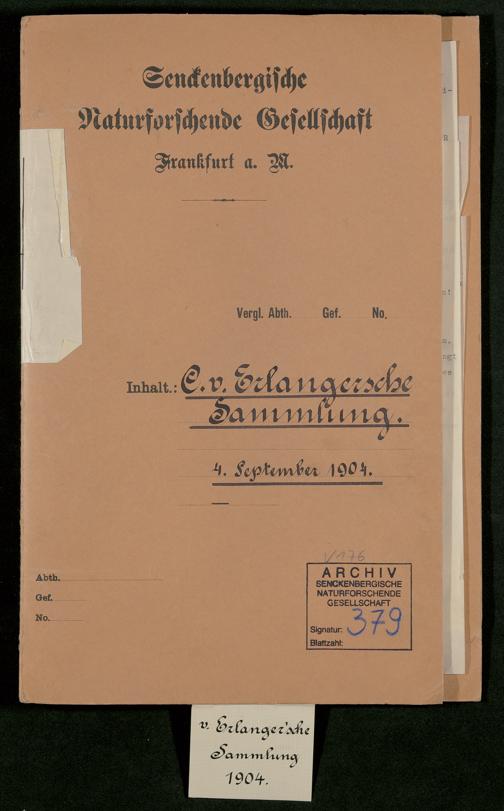 Senckenbergische
Naturforschende Gesellschaft
Frankfurt a. M.
Vergl. Abth. Gef. No.
Inhalt.: C. v. Erlangersche
Sammlung.
4. September 1904.
Abth.
Gef.
No.
V 176
ARCHIV
SENCKENBERGISCHE
NATURFORSCHENDE
GESELLSCHAFT
Signatur: 379
Blattzahl:
v. Erlanger'sche
Sammlung
1904.